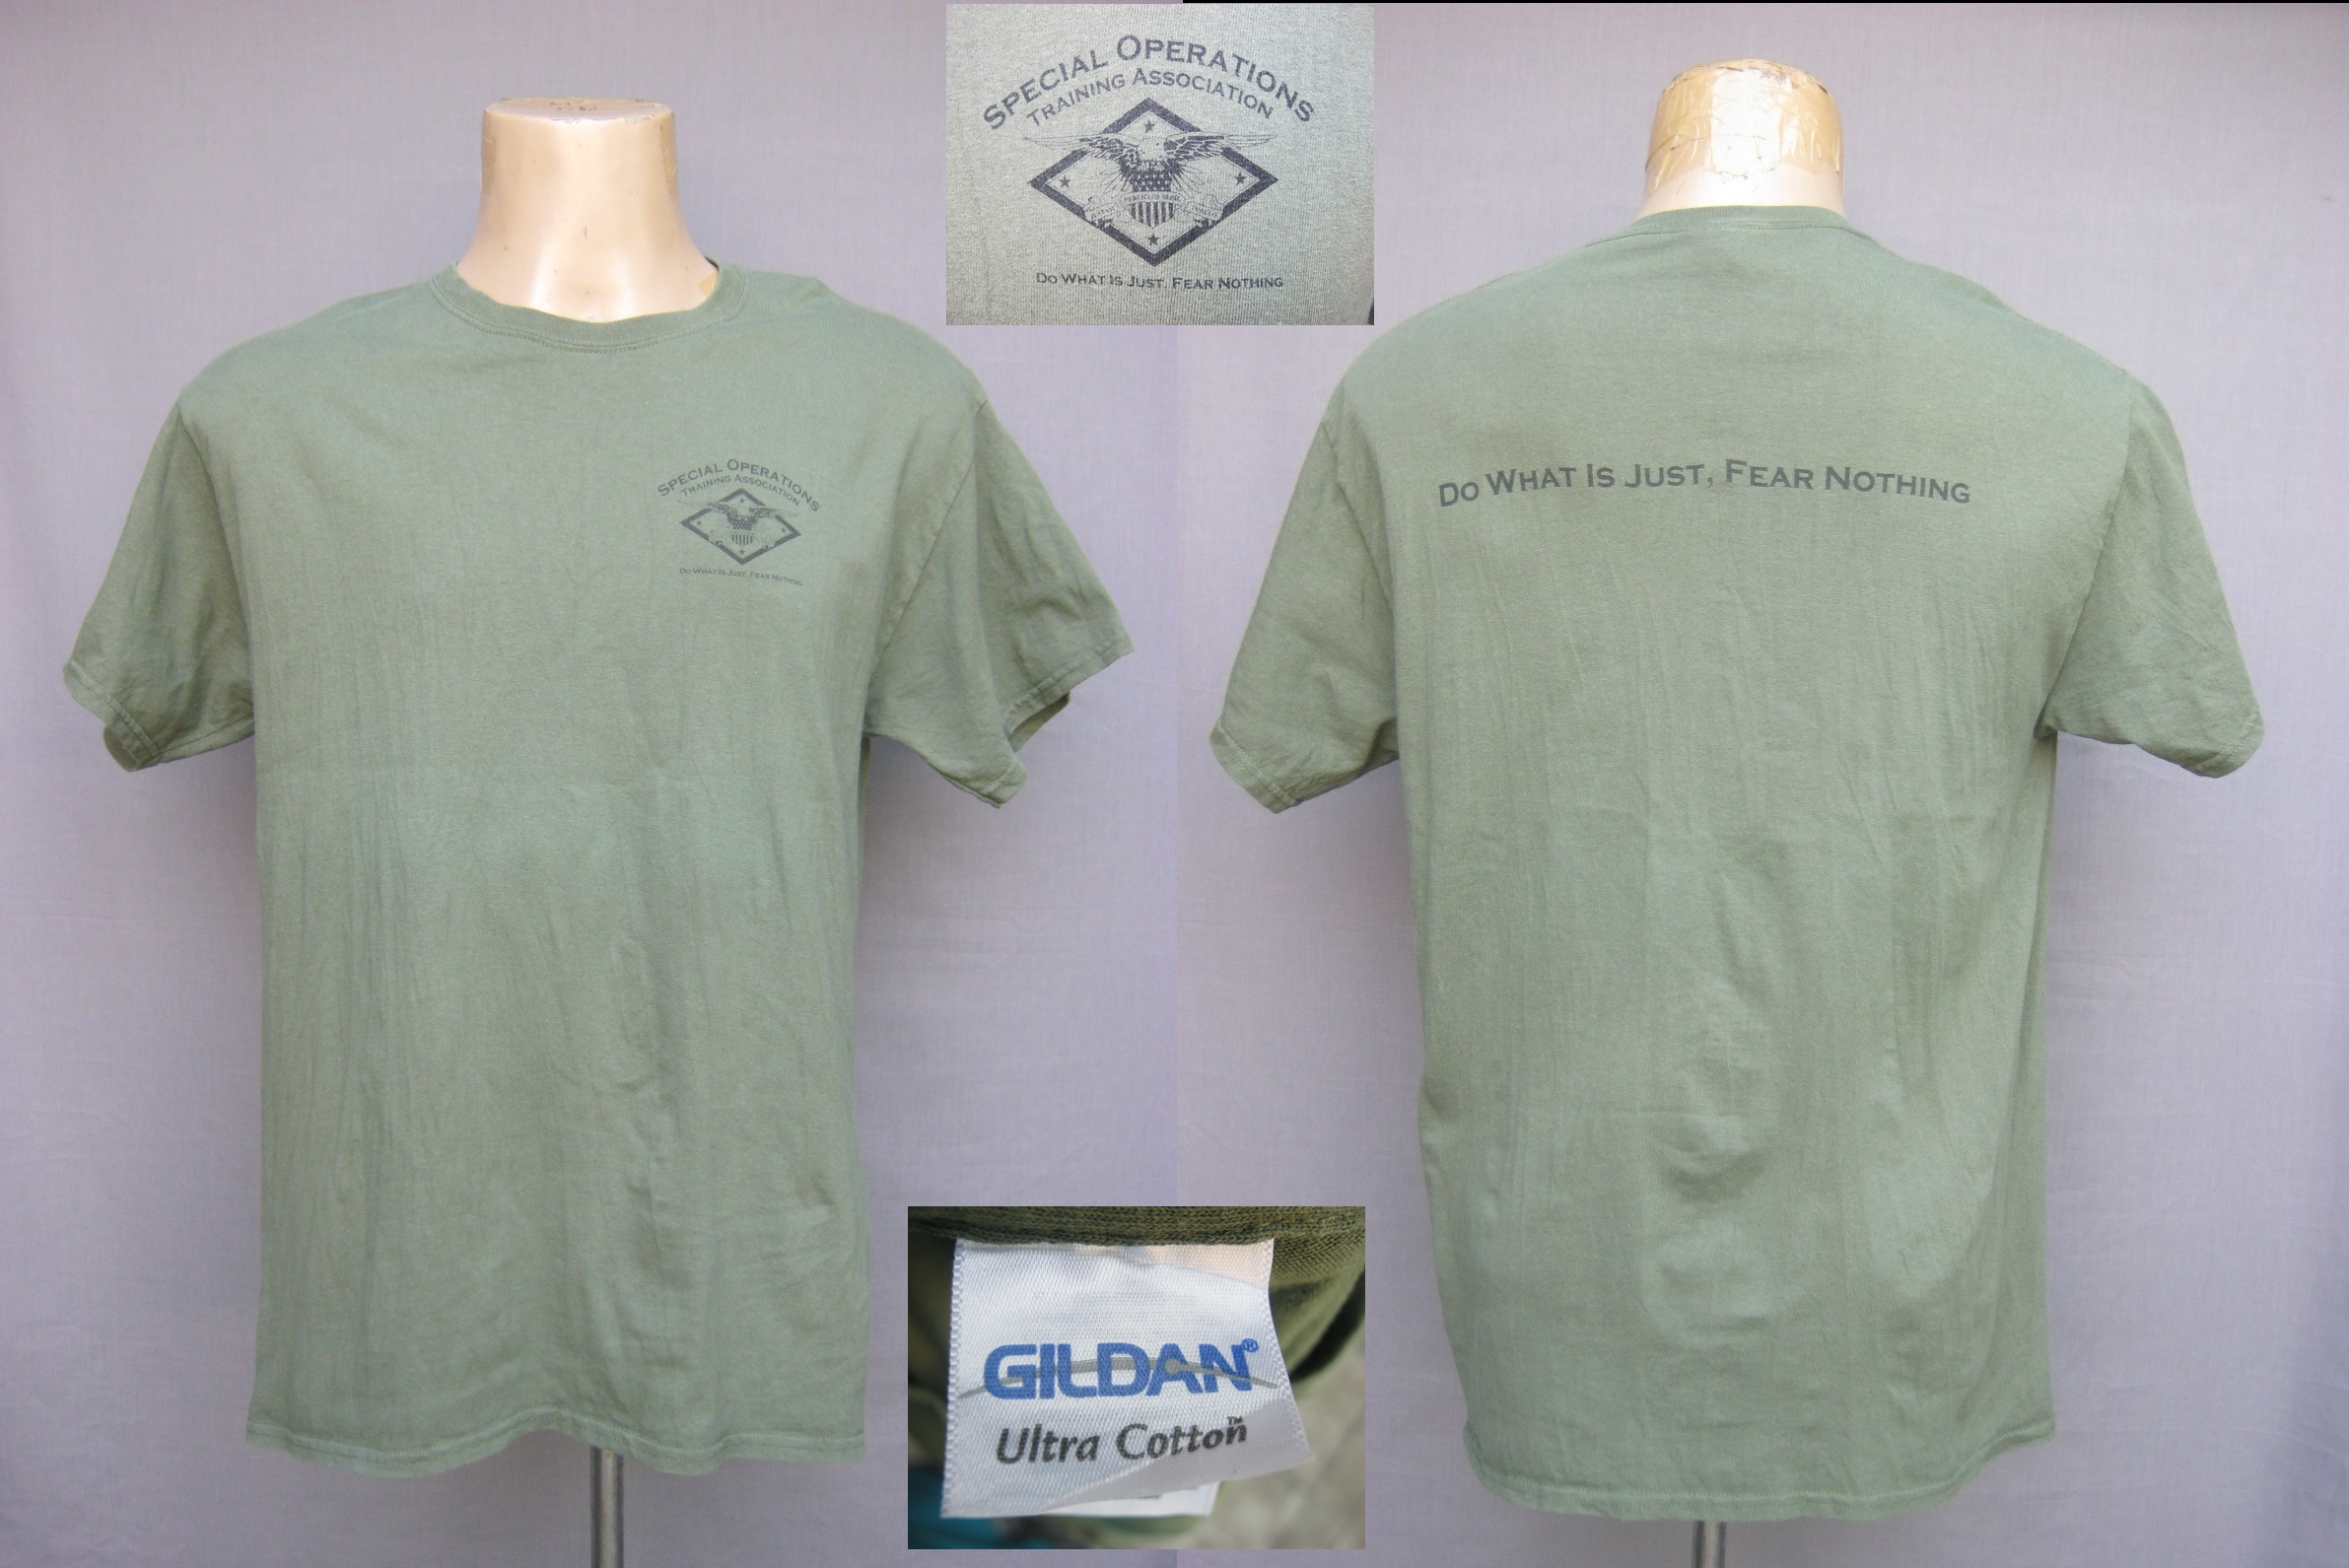 SPECIAL OPERATIONS
TRAINING ASSOCIATION
DO WHAT IS JUST, FEAR NOTHING
SPECIAL OPERATIONS
TRAINING ASSOCIATION
DO WHAT IS JUST, FEAR NOTHING
DO WHAT IS JUST, FEAR NOTHING
GILDAN®
Ultra Cotton™